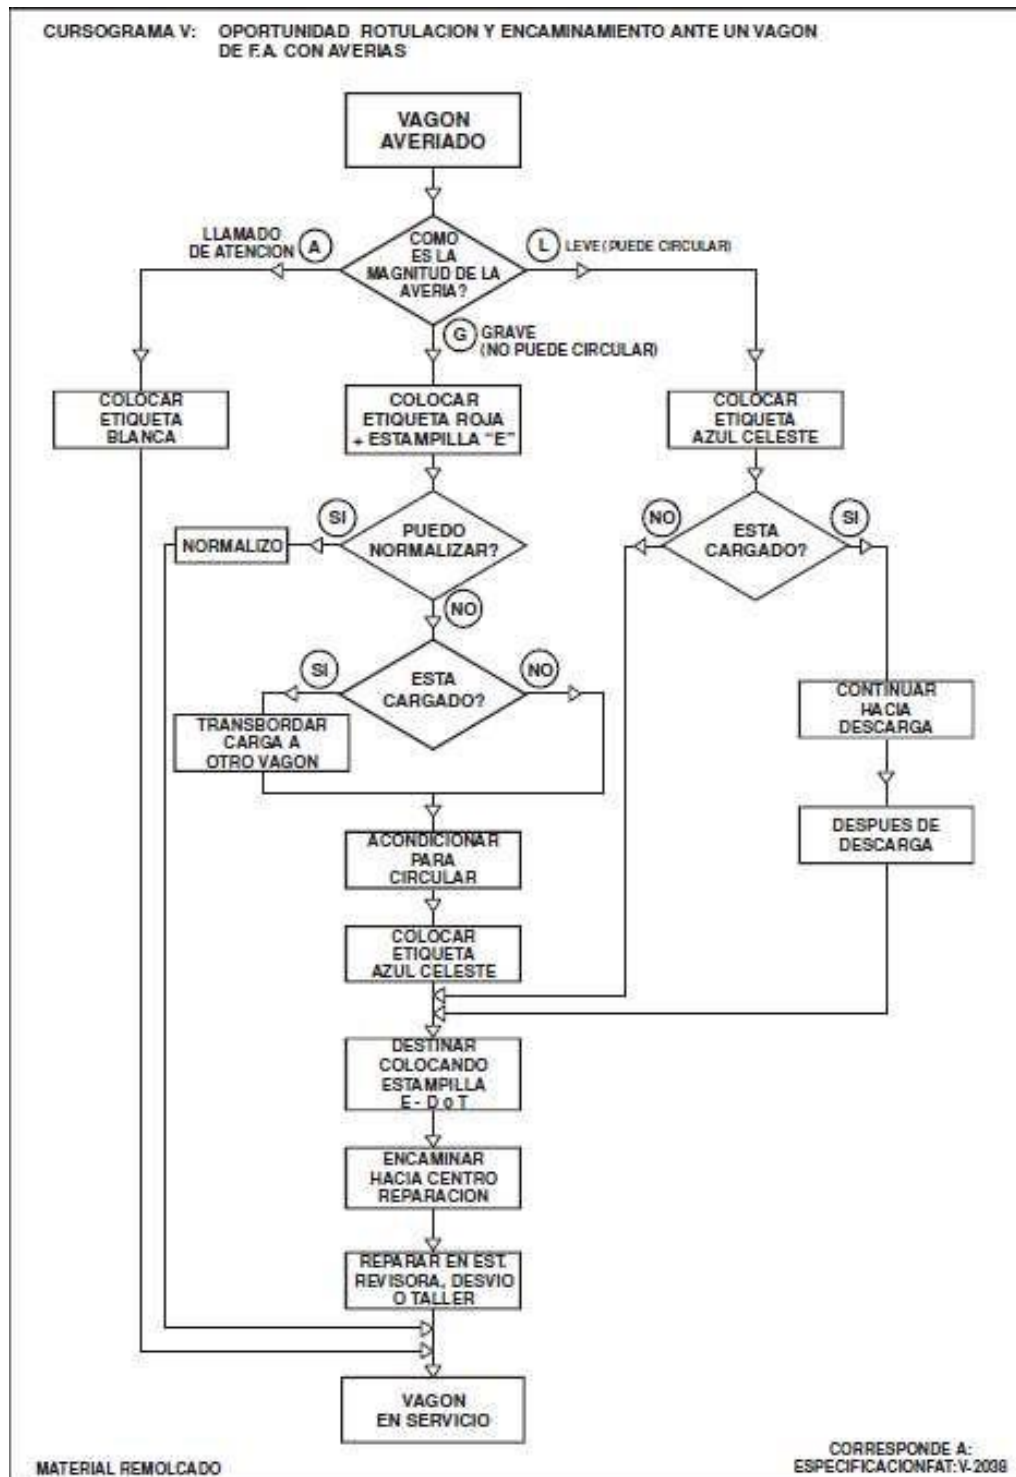 CURSOGRAMA V: OPORTUNIDAD ROTULACION Y ENCAMINAMIENTO ANTE UN VAGON
DE F.A. CON AVERIAS
VAGON
AVERIADO
LLAMADO
DE ATENCION
A
COMO
ES LA
MAGNITUD DE LA
AVERIA?
L
LEVE (PUEDE CIRCULAR)
G
GRAVE
(NO PUEDE CIRCULAR)
COLOCAR
ETIQUETA
BLANCA
COLOCAR
ETIQUETA ROJA
+ ESTAMPILLA "E"
COLOCAR
ETIQUETA
AZUL CELESTE
NORMALIZO
SI
PUEDO
NORMALIZAR?
NO
NO
ESTA
CARGADO?
SI
SI
ESTA
CARGADO?
NO
TRANSBORDAR
CARGA A
OTRO VAGON
CONTINUAR
HACIA
DESCARGA
DESPUES DE
DESCARGA
ACONDICIONAR
PARA
CIRCULAR
COLOCAR
ETIQUETA
AZUL CELESTE
DESTINAR
COLOCANDO
ESTAMPILLA
E - D o T
ENCAMINAR
HACIA CENTRO
REPARACION
REPARAR EN EST.
REVISORA, DESVIO
O TALLER
VAGON
EN SERVICIO
MATERIAL REMOLCADO
CORRESPONDE A:
ESPECIFICACIONFAT: V-2038